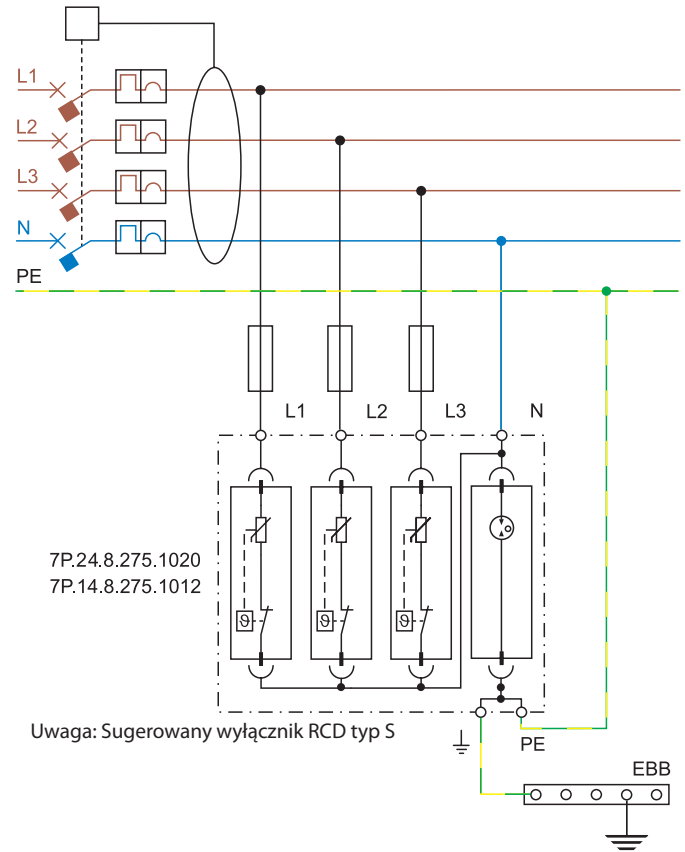 L1
L2
L3
N
PE
L1 L2 L3 N
7P.24.8.275.1020
7P.14.8.275.1012
ϑ ϑ ϑ
Uwaga: Sugerowany wyłącznik RCD typ S
PE
EBB